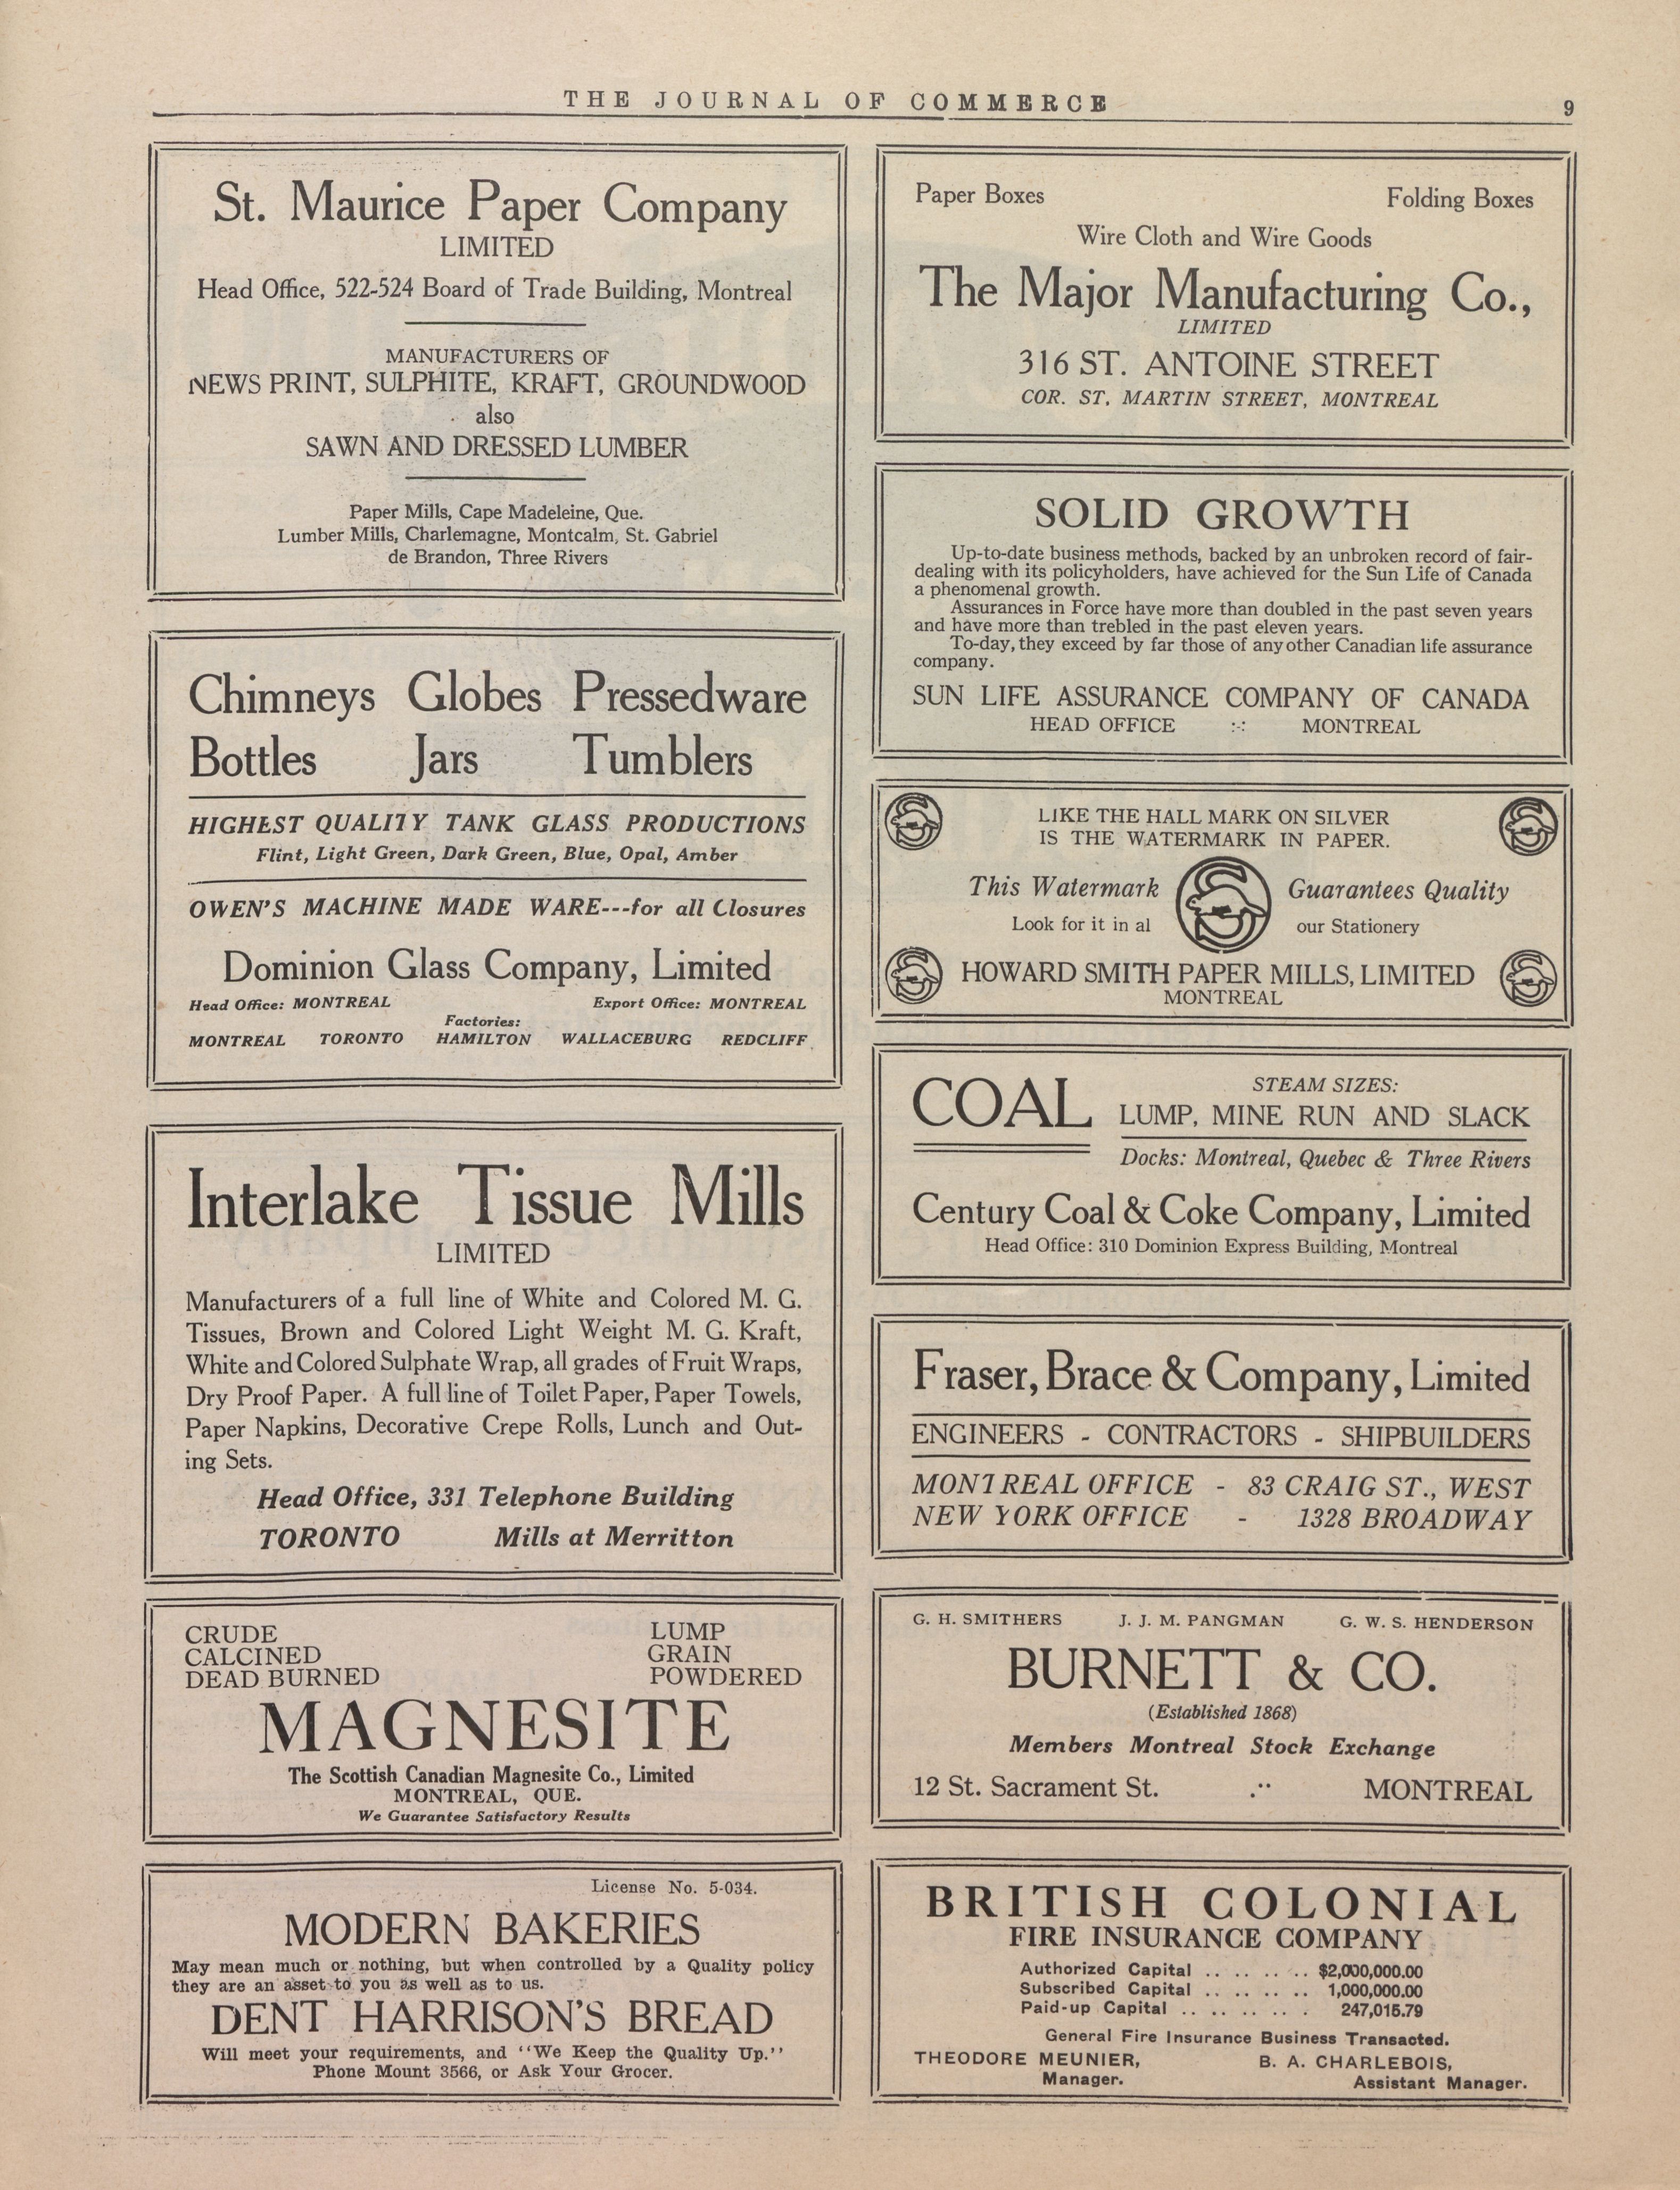 THE JOURNAL OF COMMERCE
9
St. Maurice Paper Company
LIMITED
Head Office, 522-524 Board of Trade Building, Montreal
MANUFACTURERS OF
NEWS PRINT, SULPHITE, KRAFT, GROUNDWOOD
also
SAWN AND DRESSED LUMBER
Paper Mills, Cape Madeleine, Que.
Lumber Mills, Charlemagne, Montcalm, St. Gabriel
de Brandon, Three Rivers
Chimneys Globes Pressedware
Bottles Jars Tumblers
HIGHEST QUALITY TANK GLASS PRODUCTIONS
Flint, Light Green, Dark Green, Blue, Opal, Amber
OWEN'S MACHINE MADE WARE---for all Closures
Dominion Glass Company, Limited
Head Office: MONTREAL Export Office: MONTREAL
Factories:
MONTREAL TORONTO HAMILTON WALLACEBURG REDCLIFF
Interlake Tissue Mills
LIMITED
Manufacturers of a full line of White and Colored M. G.
Tissues, Brown and Colored Light Weight M. G. Kraft,
White and Colored Sulphate Wrap, all grades of Fruit Wraps,
Dry Proof Paper. A full line of Toilet Paper, Paper Towels,
Paper Napkins, Decorative Crepe Rolls, Lunch and Out-
ing Sets.
Head Office, 331 Telephone Building
TORONTO Mills at Merritton
CRUDE LUMP
CALCINED GRAIN
DEAD BURNED POWDERED
MAGNESITE
The Scottish Canadian Magnesite Co., Limited
MONTREAL, QUE.
We Guarantee Satisfactory Results
License No. 5-034.
MODERN BAKERIES
May mean much or nothing, but when controlled by a Quality policy
they are an asset to you as well as to us.
DENT HARRISON'S BREAD
Will meet your requirements, and "We Keep the Quality Up."
Phone Mount 3566, or Ask Your Grocer.
Paper Boxes Folding Boxes
Wire Cloth and Wire Goods
The Major Manufacturing Co.,
LIMITED
316 ST. ANTOINE STREET
COR. ST. MARTIN STREET, MONTREAL
SOLID GROWTH
Up-to-date business methods, backed by an unbroken record of fair-
dealing with its policyholders, have achieved for the Sun Life of Canada
a phenomenal growth.
Assurances in Force have more than doubled in the past seven years
and have more than trebled in the past eleven years.
To-day, they exceed by far those of any other Canadian life assurance
company.
SUN LIFE ASSURANCE COMPANY OF CANADA
HEAD OFFICE :-: MONTREAL
LIKE THE HALL MARK ON SILVER
IS THE WATERMARK IN PAPER.
This Watermark Guarantees Quality
Look for it in al our Stationery
HOWARD SMITH PAPER MILLS, LIMITED
MONTREAL
COAL STEAM SIZES:
LUMP, MINE RUN AND SLACK
Docks: Montreal, Quebec & Three Rivers
Century Coal & Coke Company, Limited
Head Office: 310 Dominion Express Building, Montreal
Fraser, Brace & Company, Limited
ENGINEERS - CONTRACTORS - SHIPBUILDERS
MONTREAL OFFICE - 83 CRAIG ST., WEST
NEW YORK OFFICE - 1328 BROADWAY
G. H. SMITHERS J. J. M. PANGMAN G. W. S. HENDERSON
BURNETT & CO.
(Established 1868)
Members Montreal Stock Exchange
12 St. Sacrament St. .·· MONTREAL
BRITISH COLONIAL
FIRE INSURANCE COMPANY
Authorized Capital .. .. .. .. $2,000,000.00
Subscribed Capital .. .. .. .. 1,000,000.00
Paid-up Capital .. .. .. .. . 247,015.79
General Fire Insurance Business Transacted.
THEODORE MEUNIER, B. A. CHARLEBOIS,
Manager. Assistant Manager.